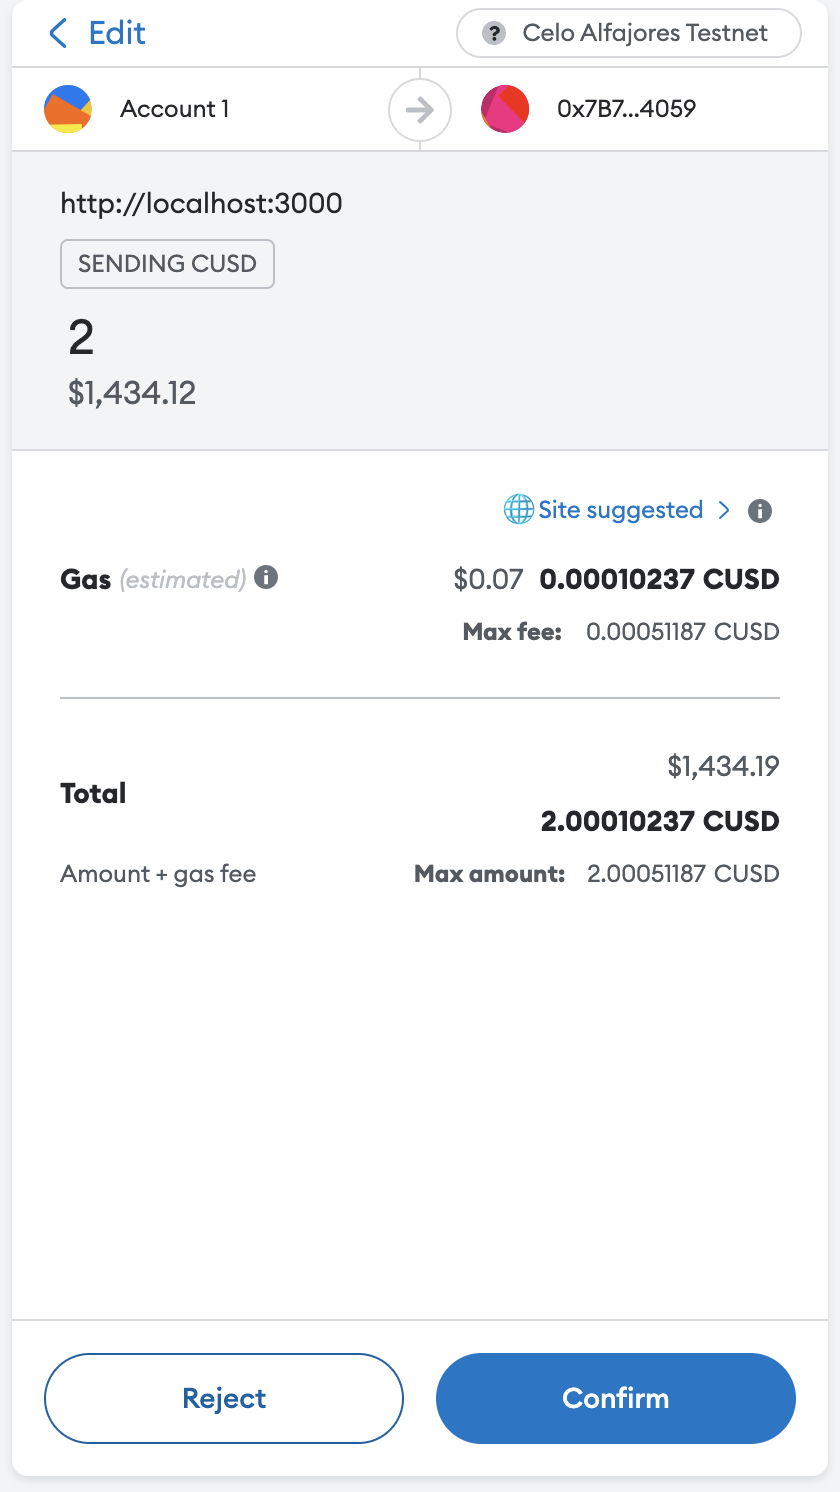 Edit
? Celo Alfajores Testnet
Account 1
0x7B7...4059
http://localhost:3000
SENDING CUSD
2
$1,434.12
Site suggested > i
Gas (estimated) i $0.07 0.00010237 CUSD
Max fee: 0.00051187 CUSD
$1,434.19
Total
2.00010237 CUSD
Amount + gas fee Max amount: 2.00051187 CUSD
Reject
Confirm